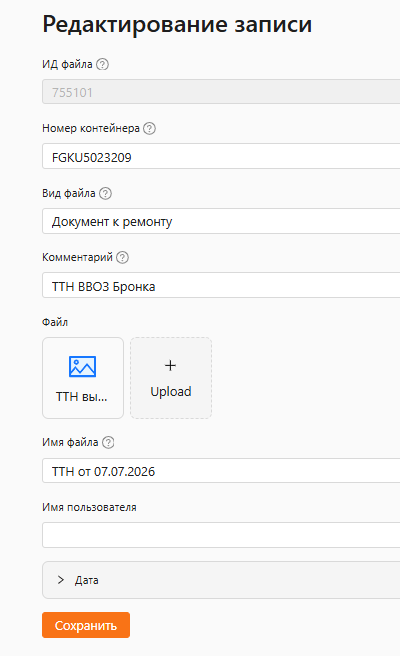 Редактирование записи
ИД файла
755101
Номер контейнера
FGKU5023209
Вид файла
Документ к ремонту
Комментарий
ТТН ВВОЗ Бронка
Файл
ТТН вы...
Upload
Имя файла
ТТН от 07.07.2026
Имя пользователя
Дата
Сохранить